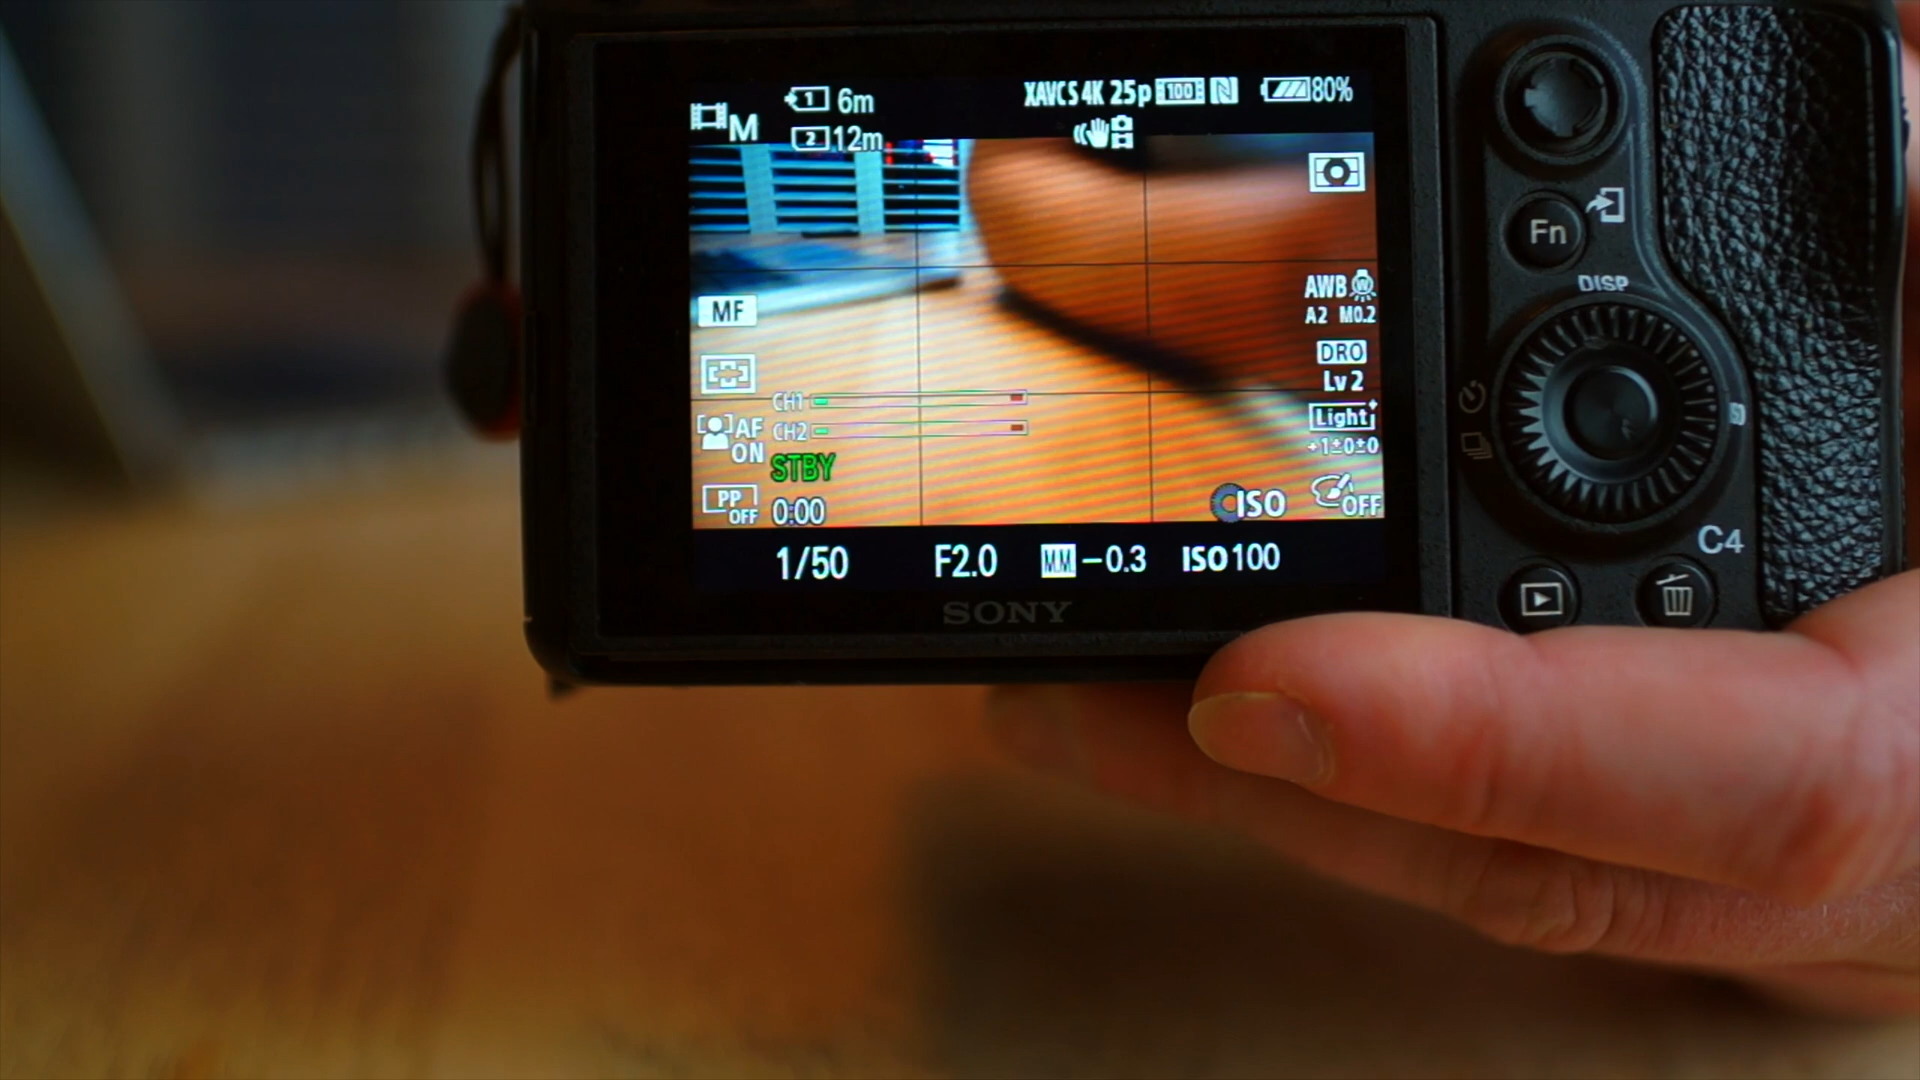 M
1 6m
2 12m
XAVC S 4K 25p 100 N 80%
MF
AWB W
A2 M0.2
DRO
Lv 2
Light+
+1±0±0
OFF
CH1
CH2
AF
ON
STBY
PP
OFF
0:00
ISO
1/50 F2.0 M.M. −0.3 ISO 100
SONY
Fn
DISP
C4